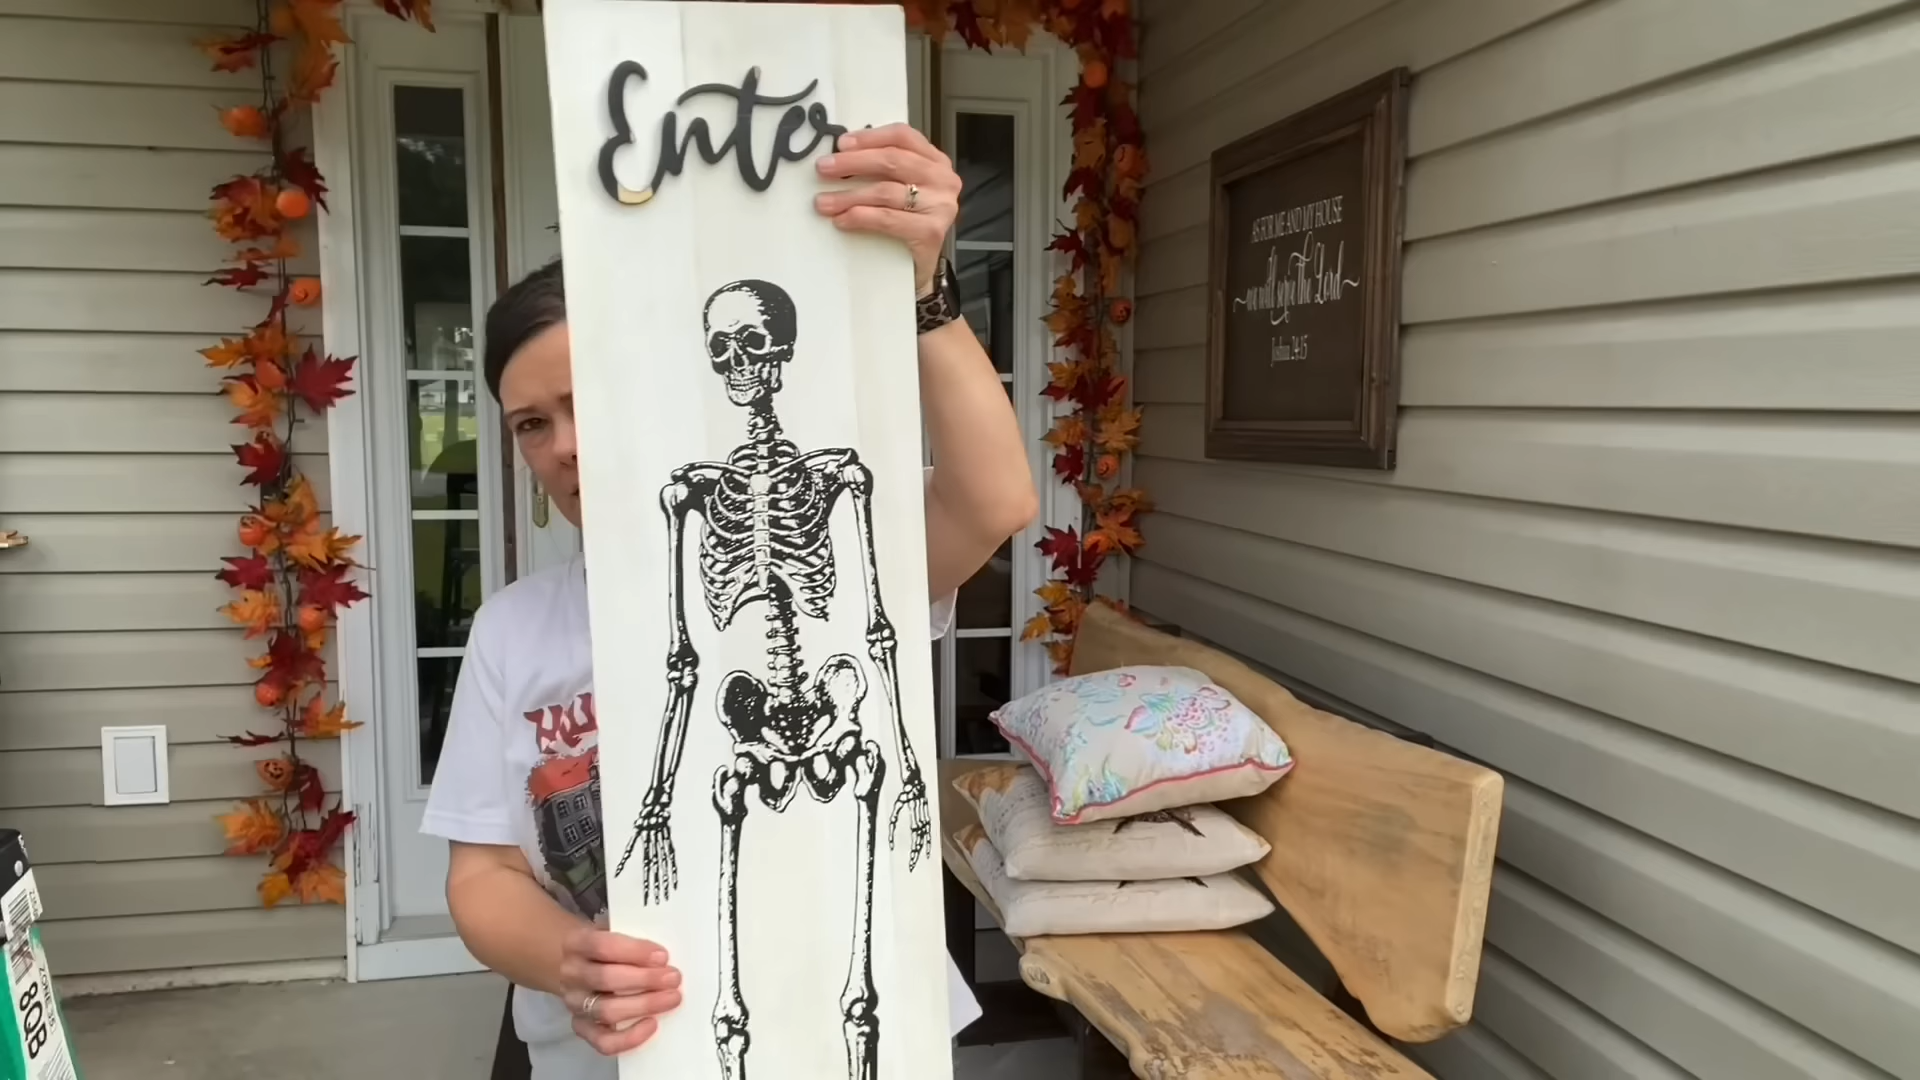 Enter
AS FOR ME AND MY HOUSE
we will serve the Lord
Joshua 24:15
8QB